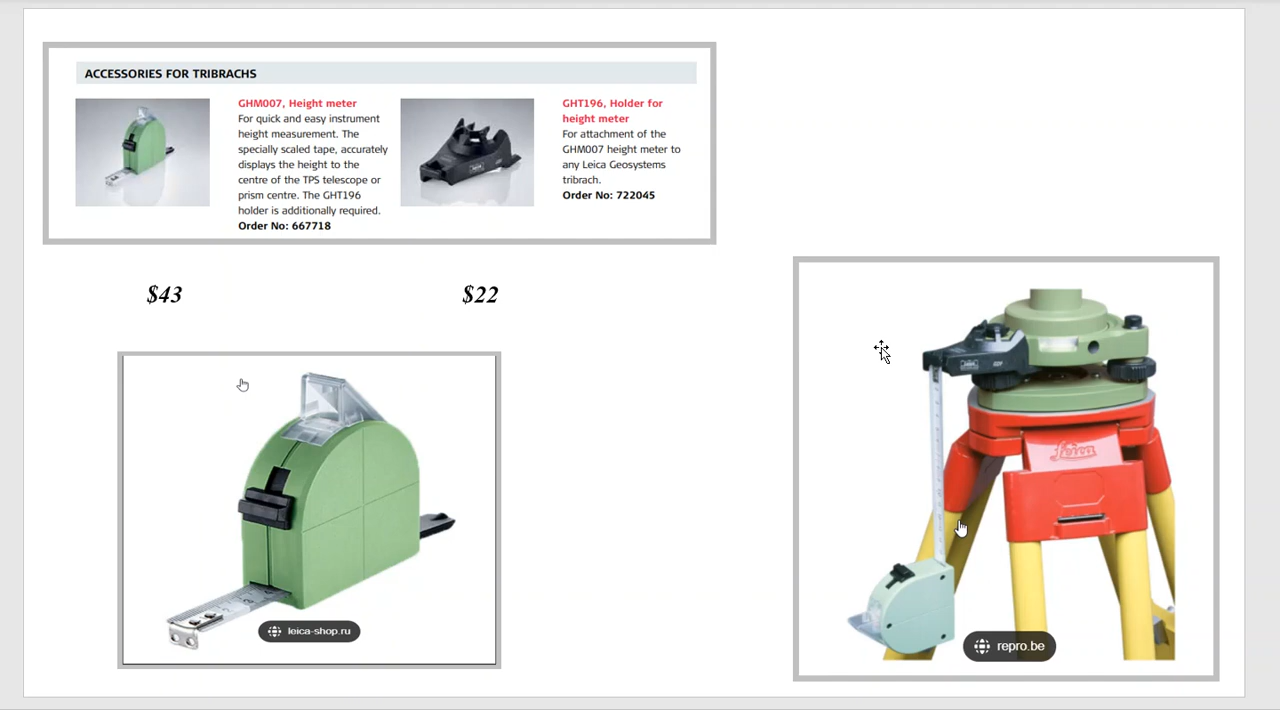 ACCESSORIES FOR TRIBRACHS
GHM007, Height meter
For quick and easy instrument
height measurement. The
specially scaled tape, accurately
displays the height to the
centre of the TPS telescope or
prism centre. The GHT196
holder is additionally required.
Order No: 667718
GHT196, Holder for
height meter
For attachment of the
GHM007 height meter to
any Leica Geosystems
tribrach.
Order No: 722045
$43
$22
leica-shop.ru
Leica
repro.be